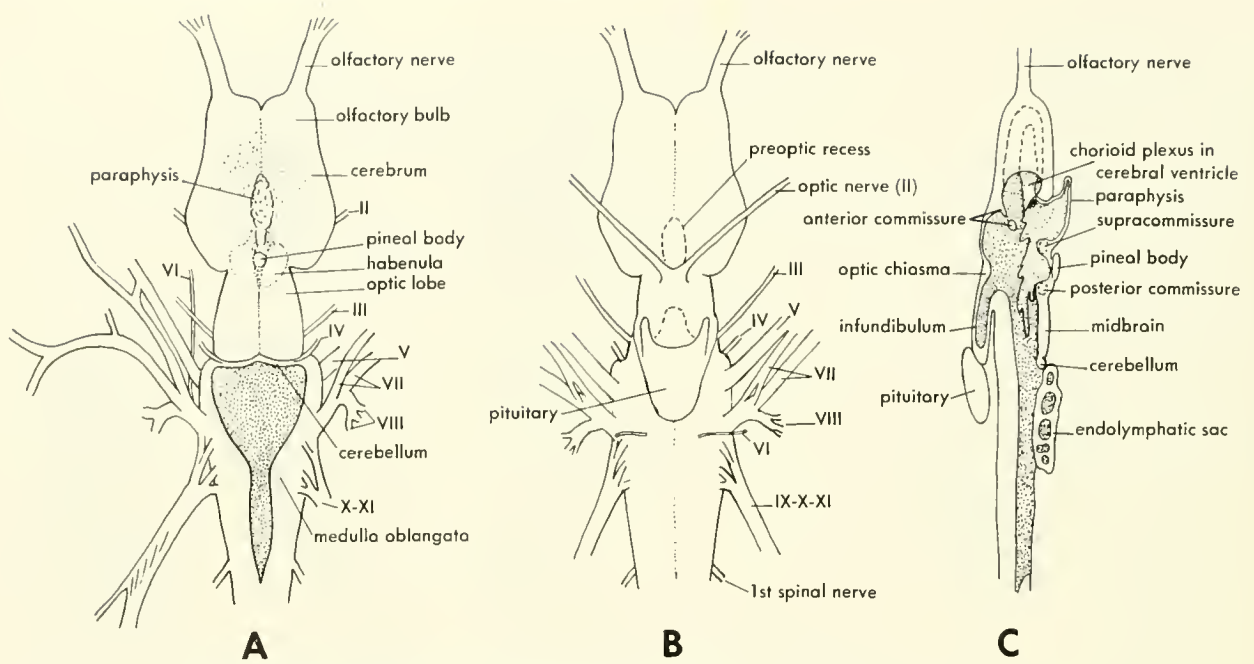 olfactory nerve
olfactory bulb
paraphysis
cerebrum
II
pineal body
habenula
optic lobe
VI
III
IV
V
VII
VIII
cerebellum
X-XI
medulla oblangata
A
olfactory nerve
preoptic recess
optic nerve (II)
III
IV
V
VII
pituitary
VIII
VI
IX-X-XI
1st spinal nerve
B
olfactory nerve
chorioid plexus in
cerebral ventricle
paraphysis
anterior commissure
supracommissure
optic chiasma
pineal body
posterior commissure
infundibulum
midbrain
cerebellum
pituitary
endolymphatic sac
C